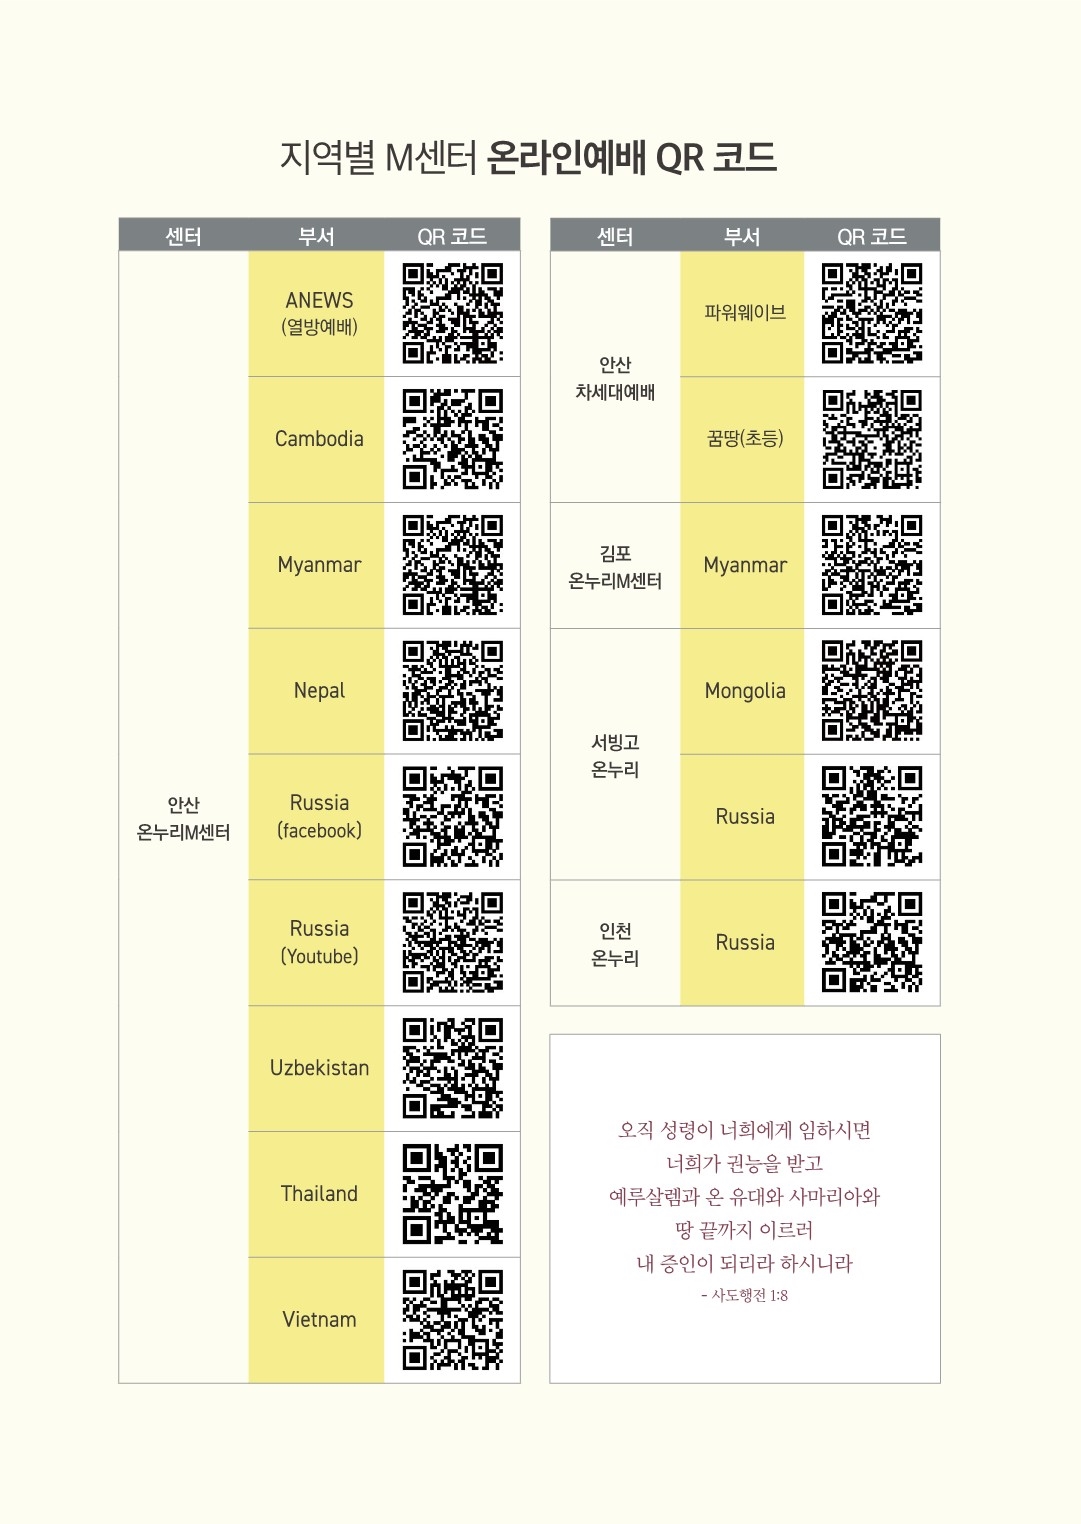 지역별 M센터 온라인예배 QR 코드
센터 부서 QR 코드
안산
온누리M센터
ANEWS
(열방예배)
Cambodia
Myanmar
Nepal
Russia
(facebook)
Russia
(Youtube)
Uzbekistan
Thailand
Vietnam
센터 부서 QR 코드
안산
차세대예배
파워웨이브
꿈땅(초등)
김포
온누리M센터
Myanmar
서빙고
온누리
Mongolia
Russia
인천
온누리
Russia
오직 성령이 너희에게 임하시면
너희가 권능을 받고
예루살렘과 온 유대와 사마리아와
땅 끝까지 이르러
내 증인이 되리라 하시니라
- 사도행전 1:8